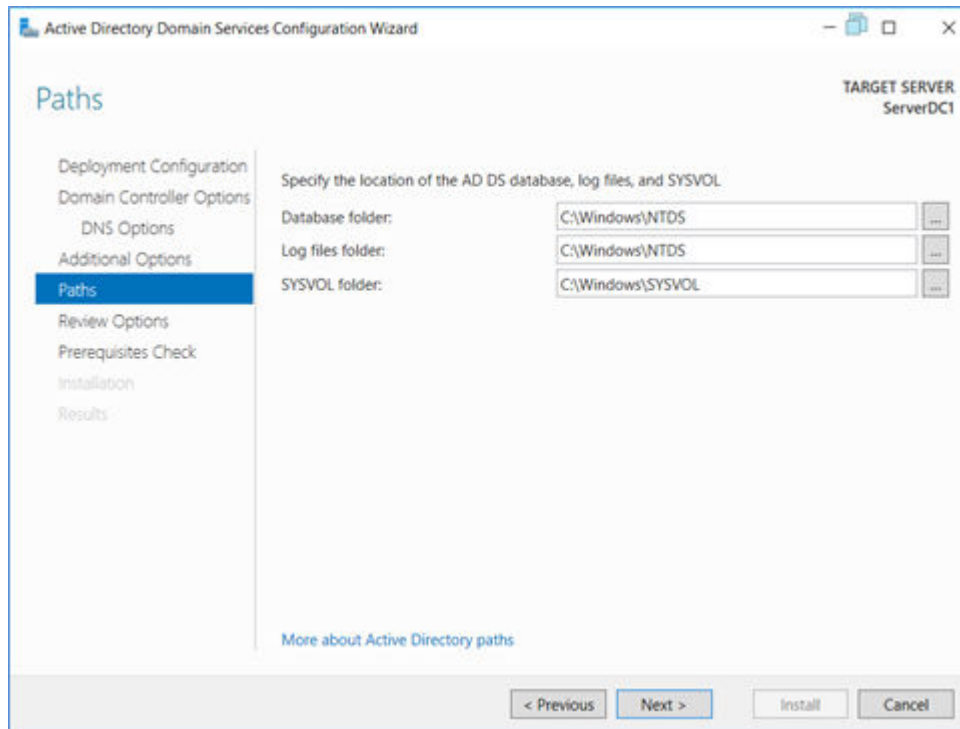 Active Directory Domain Services Configuration Wizard
Paths
TARGET SERVER
ServerDC1
Deployment Configuration
Domain Controller Options
DNS Options
Additional Options
Paths
Review Options
Prerequisites Check
Installation
Results
Specify the location of the AD DS database, log files, and SYSVOL
Database folder: C:\Windows\NTDS ...
Log files folder: C:\Windows\NTDS ...
SYSVOL folder: C:\Windows\SYSVOL ...
More about Active Directory paths
< Previous Next > Install Cancel